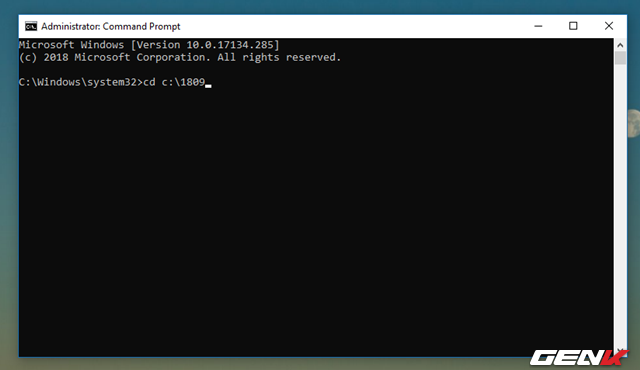 Administrator: Command Prompt
Microsoft Windows [Version 10.0.17134.285]
(c) 2018 Microsoft Corporation. All rights reserved.
C:\Windows\system32>cd c:\1809
GENK